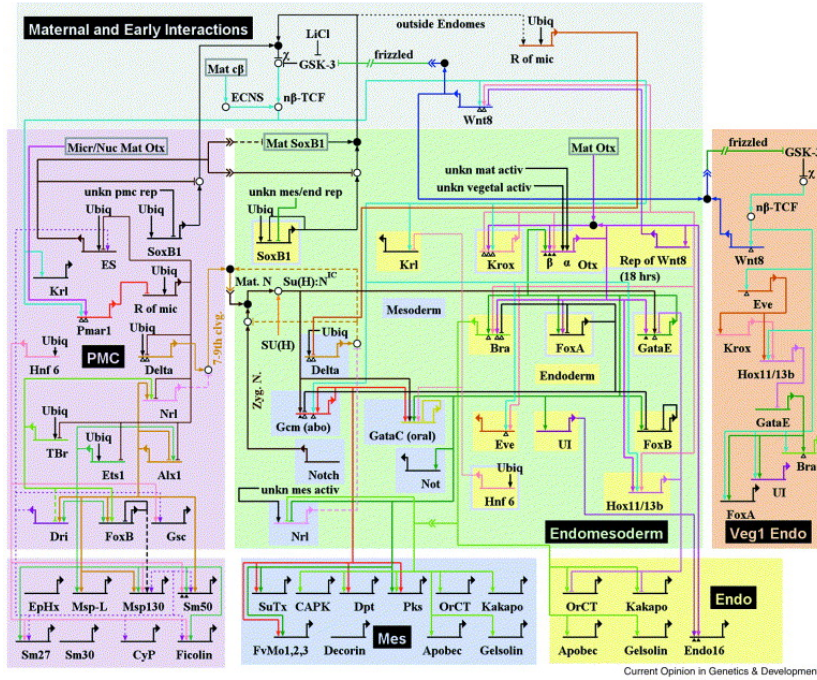 Maternal and Early Interactions
outside Endomes
Ubiq
R of mic
LiCl
χ
GSK-3
frizzled
Mat cβ
ECNS
nβ-TCF
Wnt8
Micr/Nuc Mat Otx
Mat SoxB1
Mat Otx
frizzled
GSK-3
χ
nβ-TCF
Wnt8
unkn pmc rep
Ubiq
Ubiq
ES
SoxB1
unkn mes/end rep
Ubiq
SoxB1
unkn mat activ
unkn vegetal activ
Krl
Krox
β
α
Otx
Rep of Wnt8
(18 hrs)
Krl
Ubiq
R of mic
Pmar1
PMC
Ubiq
Delta
7-9th clvg.
Mat. N
Su(H):N
IC
SU(H)
Mesoderm
Ubiq
Delta
Bra
FoxA
GataE
Endoderm
Eve
Krox
Hox11/13b
GataE
Bra
UI
FoxA
Veg1 Endo
Ubiq
Hnf 6
Nrl
Ubiq
TBr
Ubiq
Ets1
Alx1
Zyg. N.
Gcm (abo)
GataC (oral)
Notch
Not
Eve
UI
FoxB
Ubiq
Hnf 6
Hox11/13b
unkn mes activ
Nrl
Endomesoderm
Dri
FoxB
Gsc
EpHx
Msp-L
Msp130
Sm50
Sm27
Sm30
CyP
Ficolin
SuTx
CAPK
Dpt
Pks
OrCT
Kakapo
Mes
FvMo1,2,3
Decorin
Apobec
Gelsolin
OrCT
Kakapo
Endo
Apobec
Gelsolin
Endo16
Current Opinion in Genetics & Development